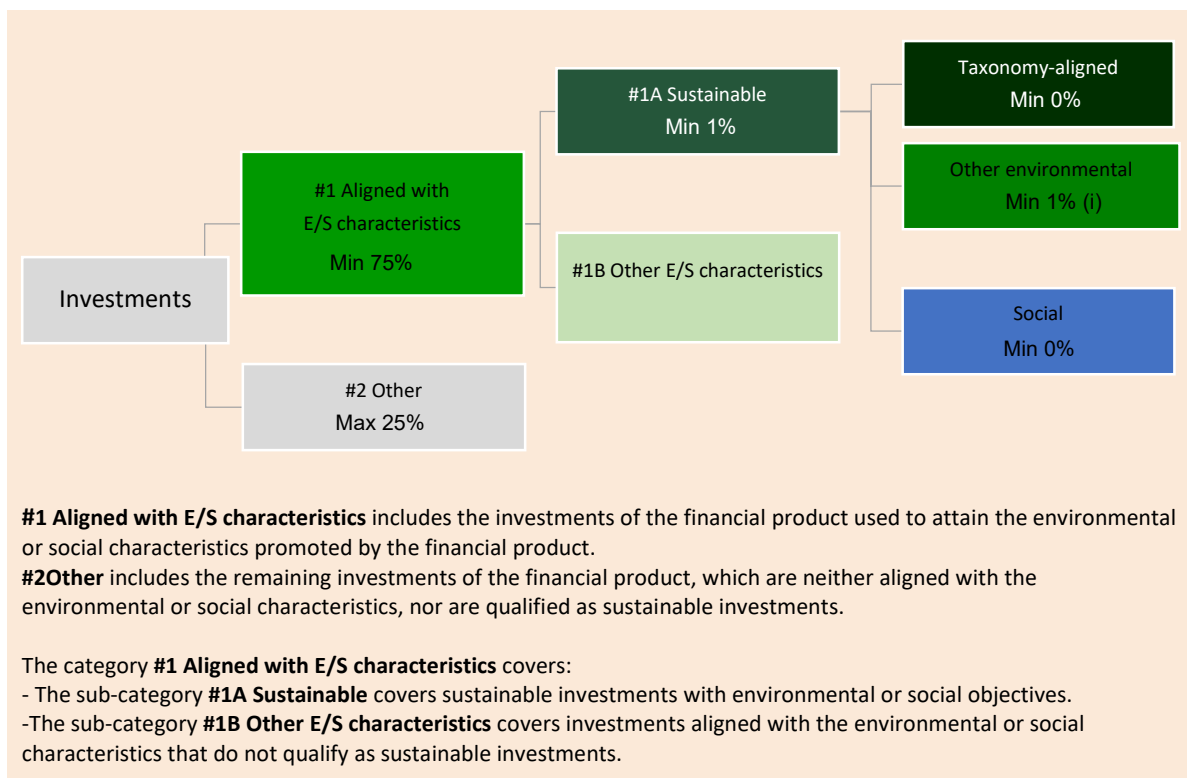 Investments
#1 Aligned with
E/S characteristics
Min 75%
#2 Other
Max 25%
#1A Sustainable
Min 1%
#1B Other E/S characteristics
Taxonomy-aligned
Min 0%
Other environmental
Min 1% (i)
Social
Min 0%
#1 Aligned with E/S characteristics includes the investments of the financial product used to attain the environmental
or social characteristics promoted by the financial product.
#2Other includes the remaining investments of the financial product, which are neither aligned with the
environmental or social characteristics, nor are qualified as sustainable investments.
The category #1 Aligned with E/S characteristics covers:
- The sub-category #1A Sustainable covers sustainable investments with environmental or social objectives.
-The sub-category #1B Other E/S characteristics covers investments aligned with the environmental or social
characteristics that do not qualify as sustainable investments.